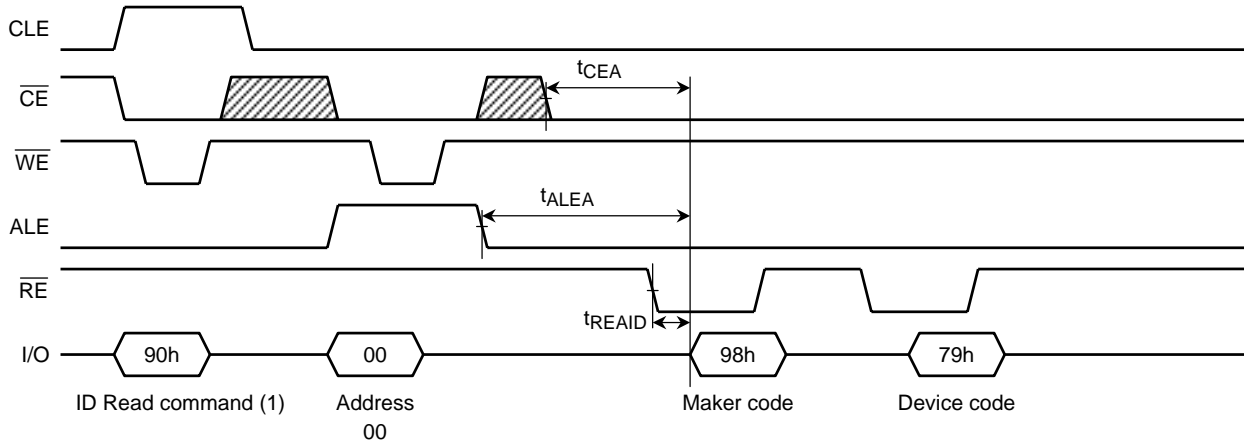 CLE
CE
tCEA
WE
tALEA
ALE
RE
tREAID
I/O
90h
00
98h
79h
ID Read command (1)
Address
00
Maker code
Device code